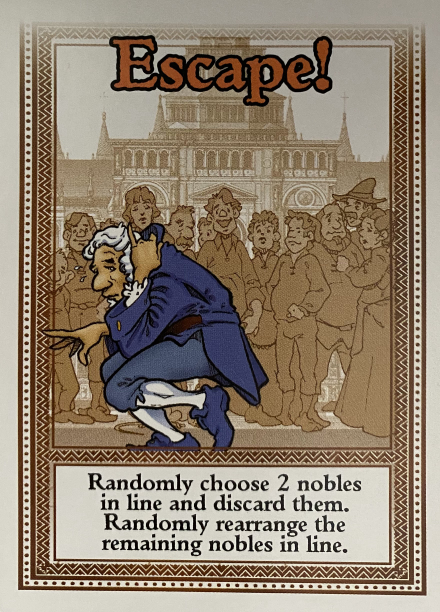 Escape!
Randomly choose 2 nobles
in line and discard them.
Randomly rearrange the
remaining nobles in line.